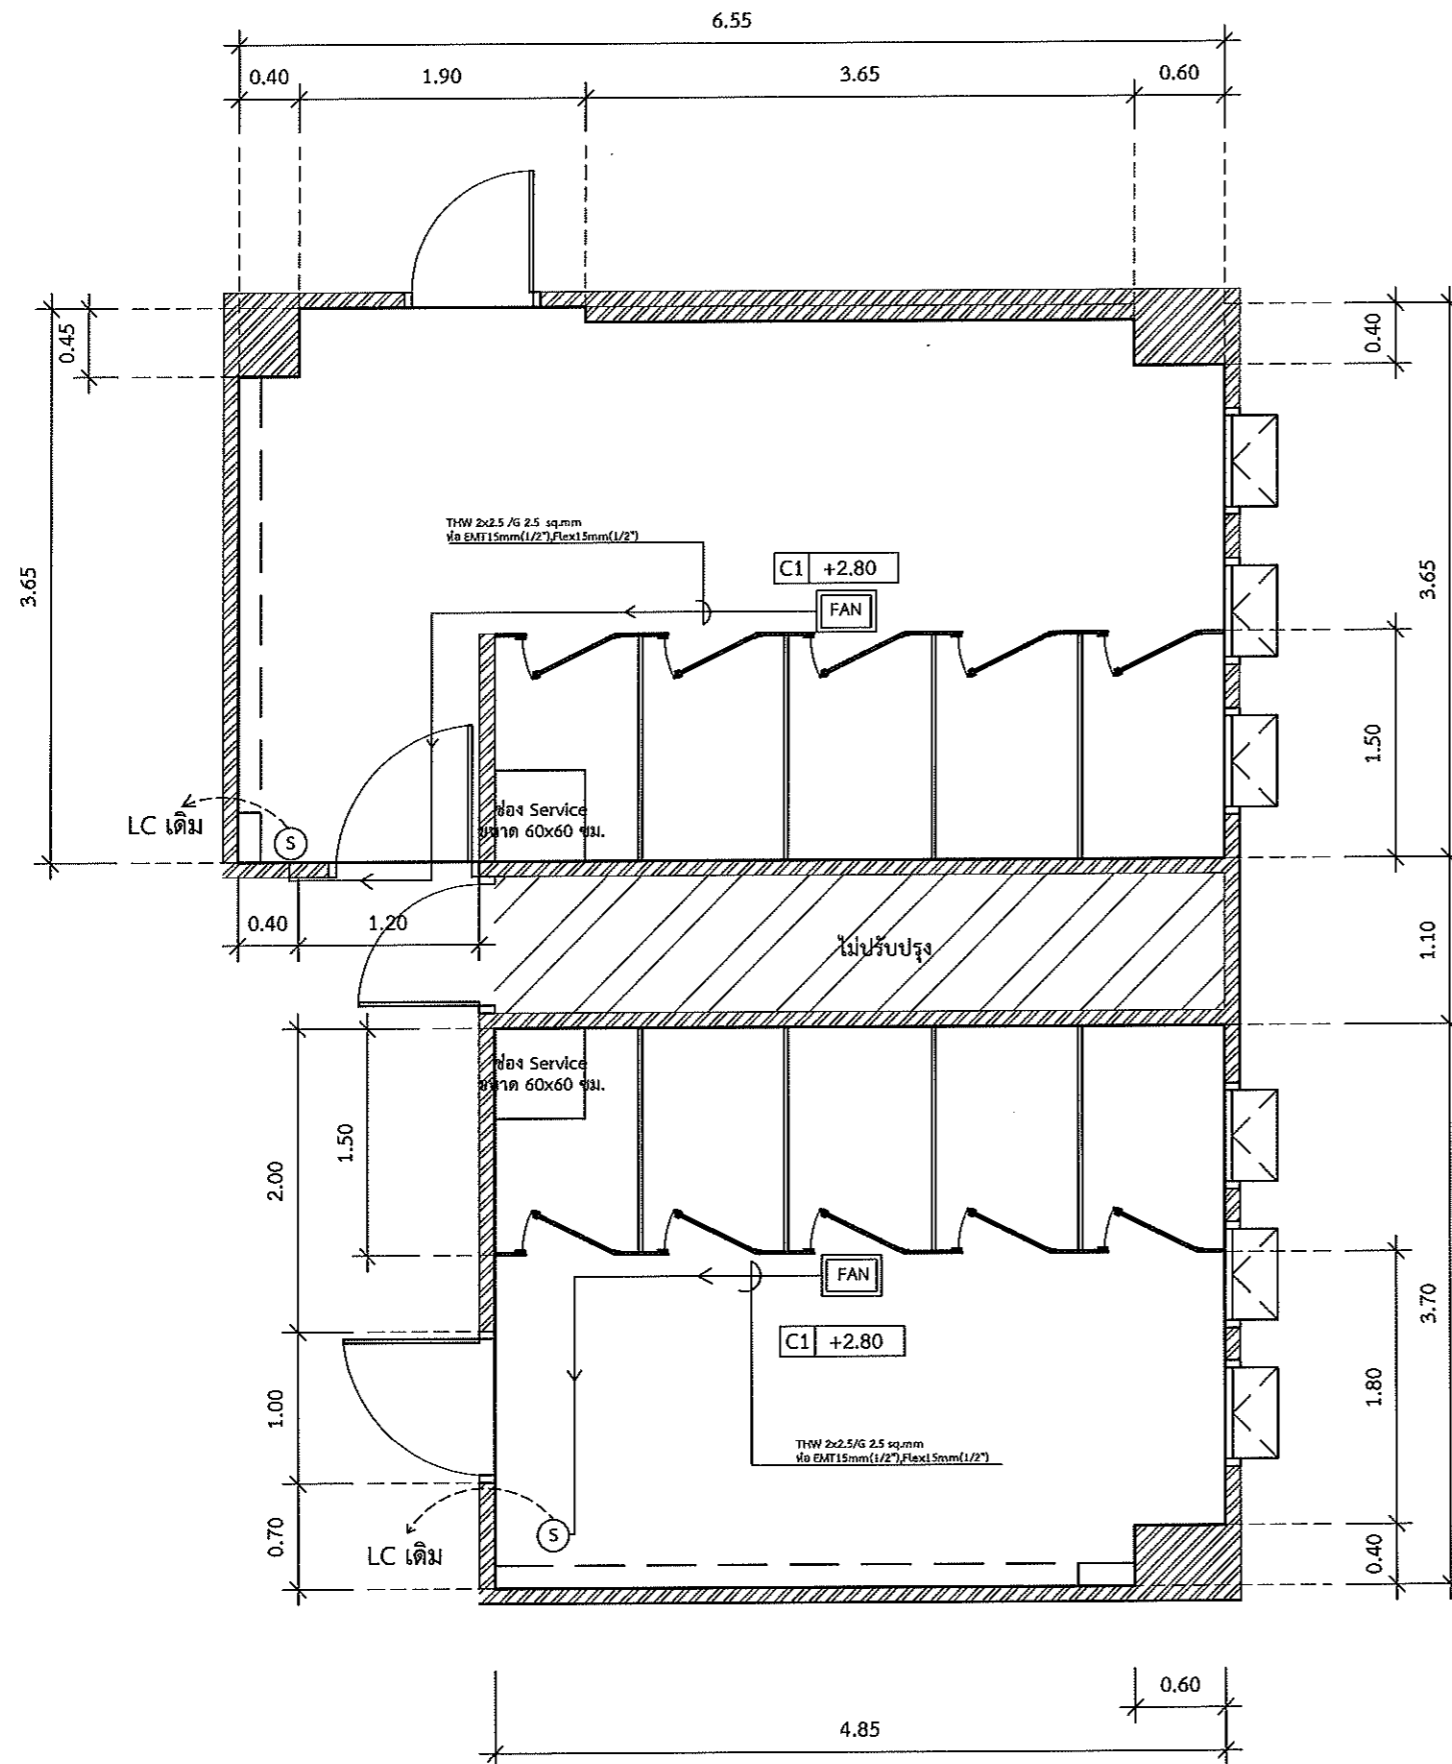 6.55
0.40
1.90
3.65
0.60
0.45
0.40
THW 2x2.5 /G 2.5 sq.mm
ท่อ EMT15mm(1/2"),Flex15mm(1/2")
C1 +2.80
FAN
3.65
3.65
1.50
ช่อง Service
ขนาด 60x60 ซม.
LC เดิม
S
0.40
1.20
ไม่ปรับปรุง
1.10
ช่อง Service
ขนาด 60x60 ซม.
1.50
2.00
FAN
C1 +2.80
3.70
1.80
1.00
THW 2x2.5/G 2.5 sq.mm
ท่อ EMT15mm(1/2"),Flex15mm(1/2")
0.70
S
LC เดิม
0.40
0.60
4.85